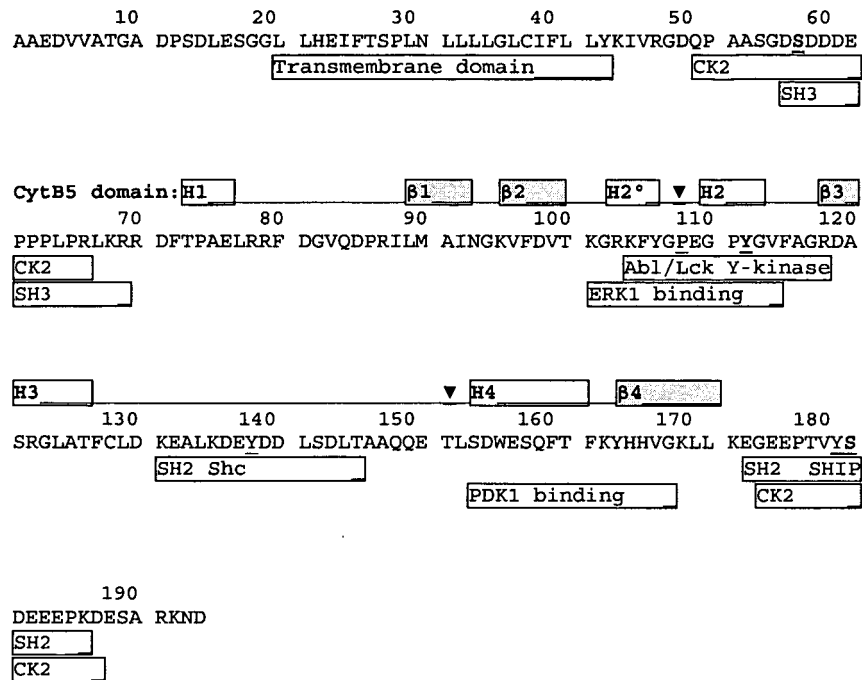 10 20 30 40 50 60
AAEDVVATGA DPSDLESGGL LHEIFTSPLN LLLLGLCIFL LYKIVRGDQP AASGDSDDDE
Transmembrane domain CK2
SH3
CytB5 domain: H1 β1 β2 H2° ▼ H2 β3
70 80 90 100 110 120
PPPLPRLKRR DFTPAELRRF DGVQDPRILM AINGKVFDVT KGRKFYGPEG PYGVFAGRDA
CK2 Abl/Lck Y-kinase
SH3 ERK1 binding
H3 ▼ H4 β4
130 140 150 160 170 180
SRGLATFCLD KEALKDEYDD LSDLTAAQQE TLSDWESQFT FKYHHVGKLL KEGEEPTVYS
SH2 Shc SH2 SHIP
PDK1 binding CK2
190
DEEEPKDESA RKND
SH2
CK2